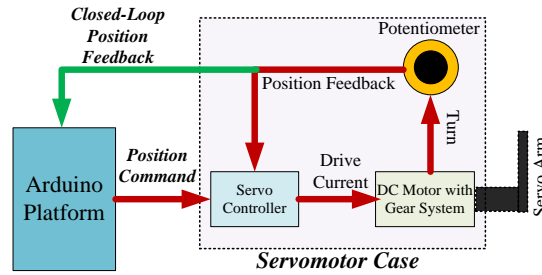 Closed-Loop
Position
Feedback
Potentiometer
Position Feedback
Turn
Servo Arm
Arduino
Platform
Position
Command
Servo
Controller
Drive
Current
DC Motor with
Gear System
Servomotor Case